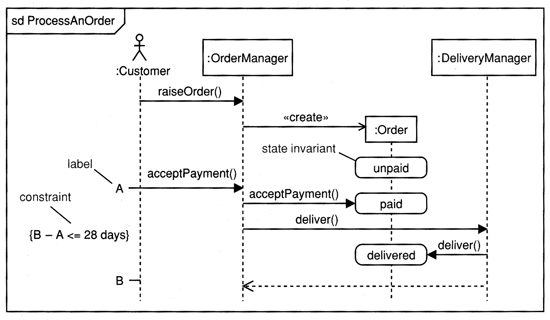 sd ProcessAnOrder
:Customer
:OrderManager
:DeliveryManager
raiseOrder()
«create»
:Order
state invariant
unpaid
label
A
acceptPayment()
constraint
acceptPayment()
paid
deliver()
{B – A <= 28 days}
delivered
deliver()
B